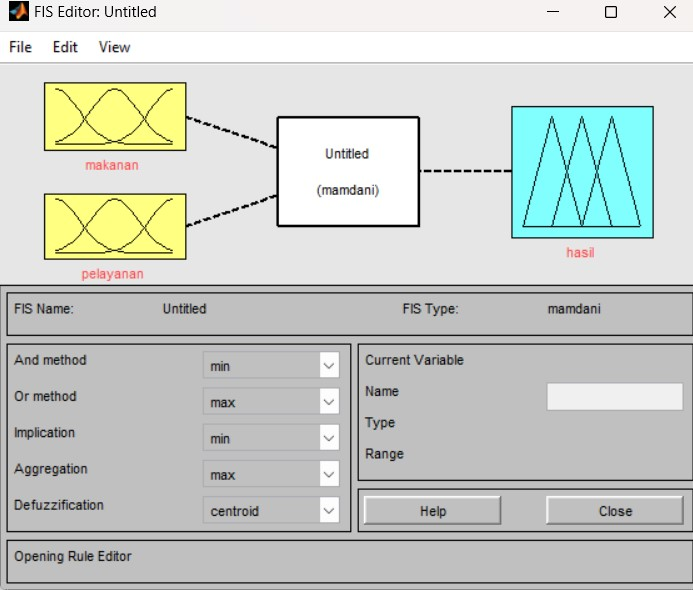 FIS Editor: Untitled
File Edit View
makanan
pelayanan
Untitled
(mamdani)
hasil
FIS Name: Untitled FIS Type: mamdani
And method min
Or method max
Implication min
Aggregation max
Defuzzification centroid
Current Variable
Name
Type
Range
Help Close
Opening Rule Editor